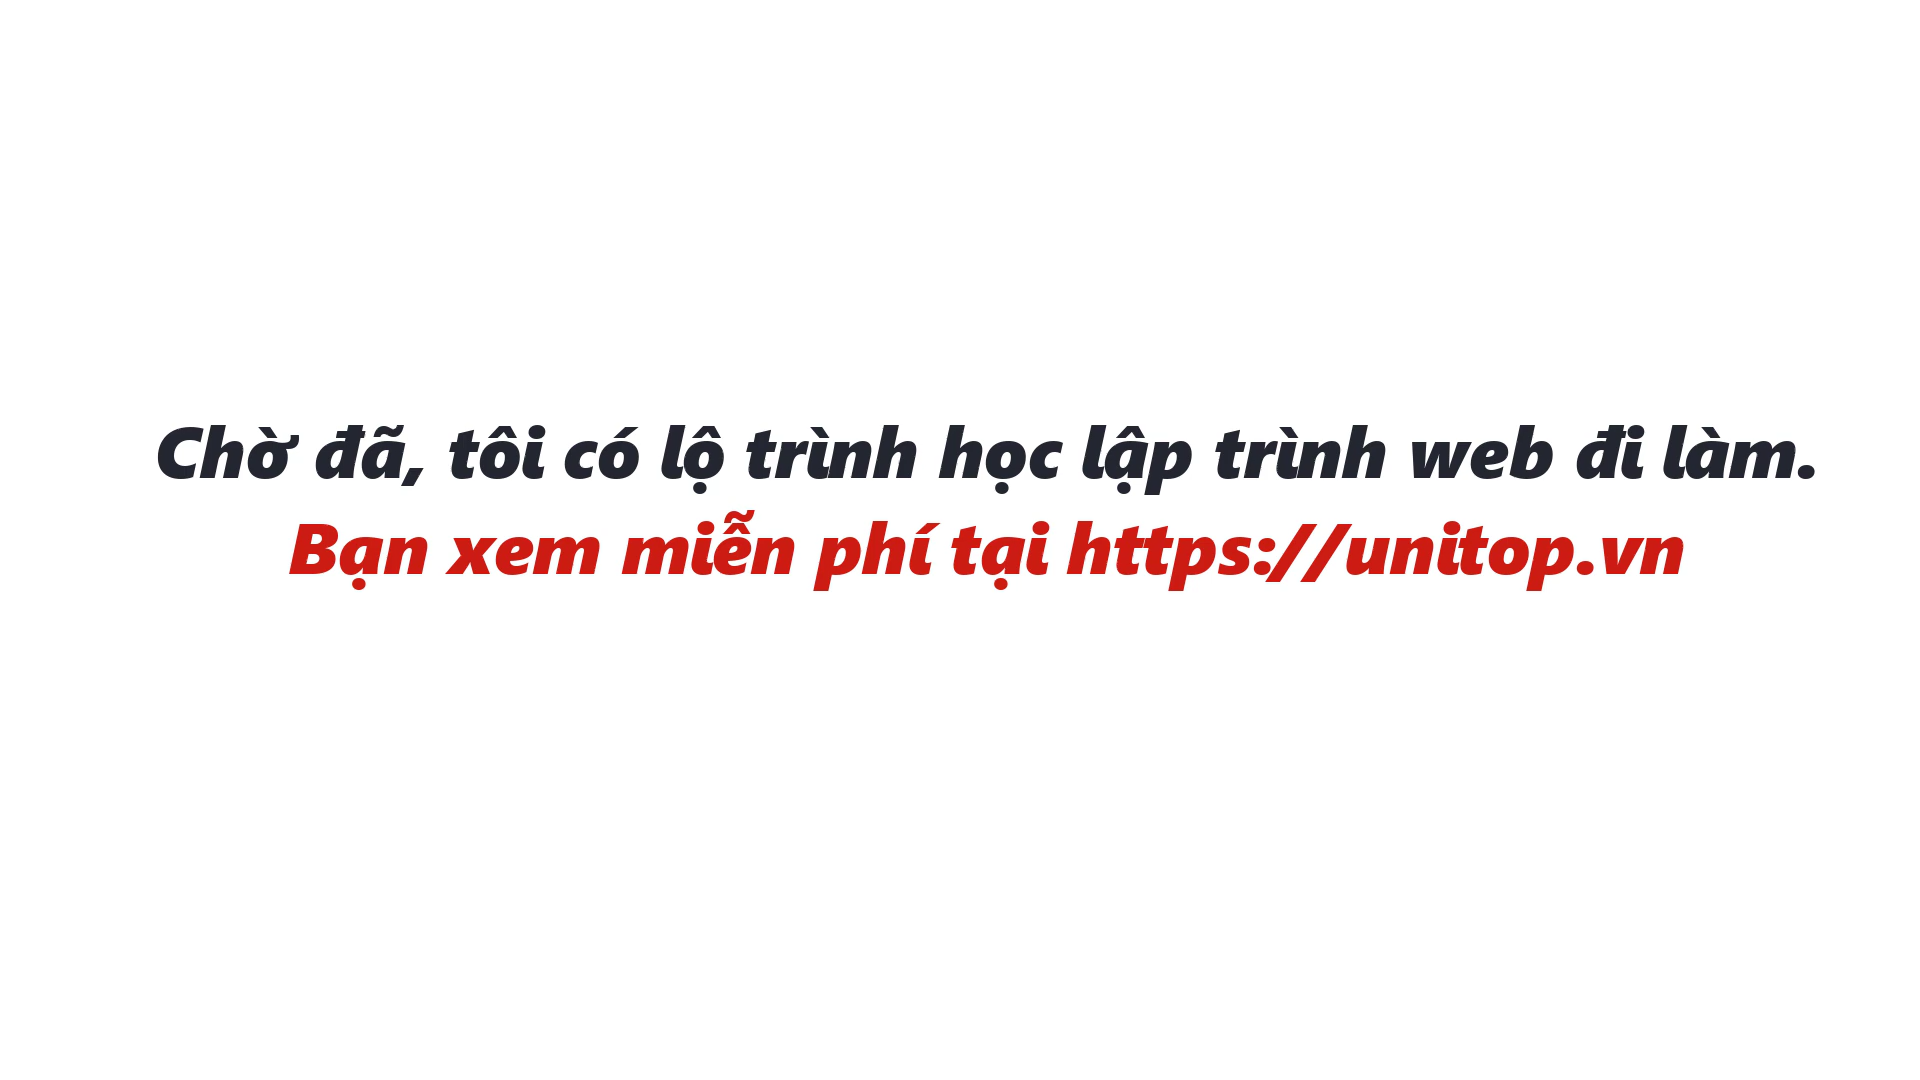 Chờ đã, tôi có lộ trình học lập trình web đi làm.
Bạn xem miễn phí tại https://unitop.vn